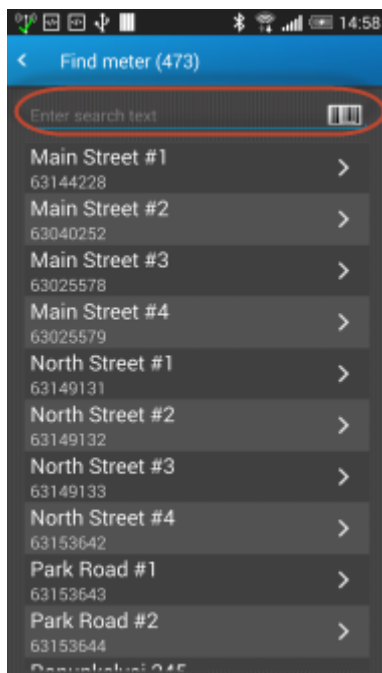 14:58
Find meter (473)
Enter search text
Main Street #1
63144228
Main Street #2
63040252
Main Street #3
63025578
Main Street #4
63025579
North Street #1
63149131
North Street #2
63149132
North Street #3
63149133
North Street #4
63153642
Park Road #1
63153643
Park Road #2
63153644